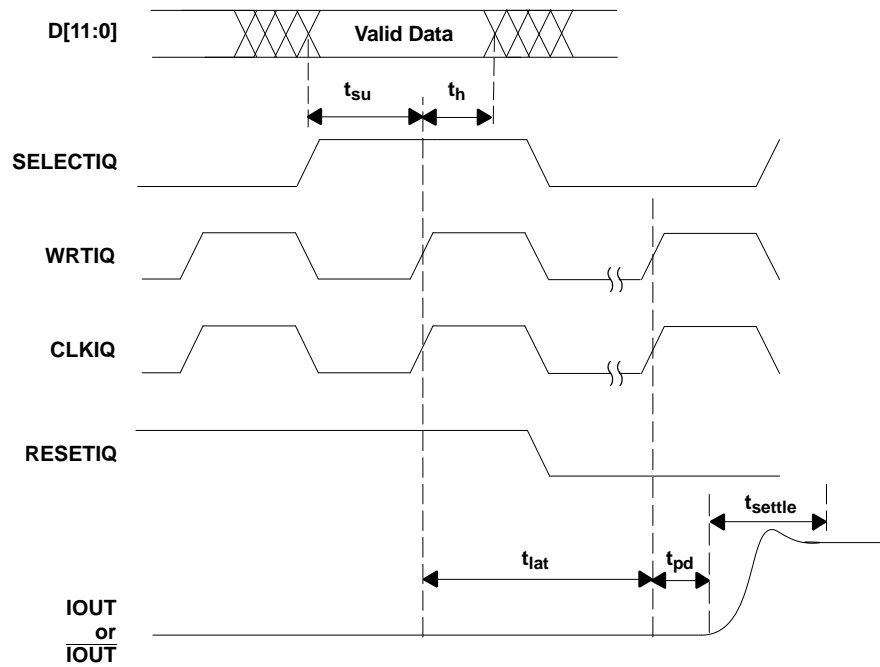 D[11:0]
Valid Data
tsu
th
SELECTIQ
WRTIQ
CLKIQ
RESETIQ
tsettle
tlat
tpd
IOUT
or
IOUT